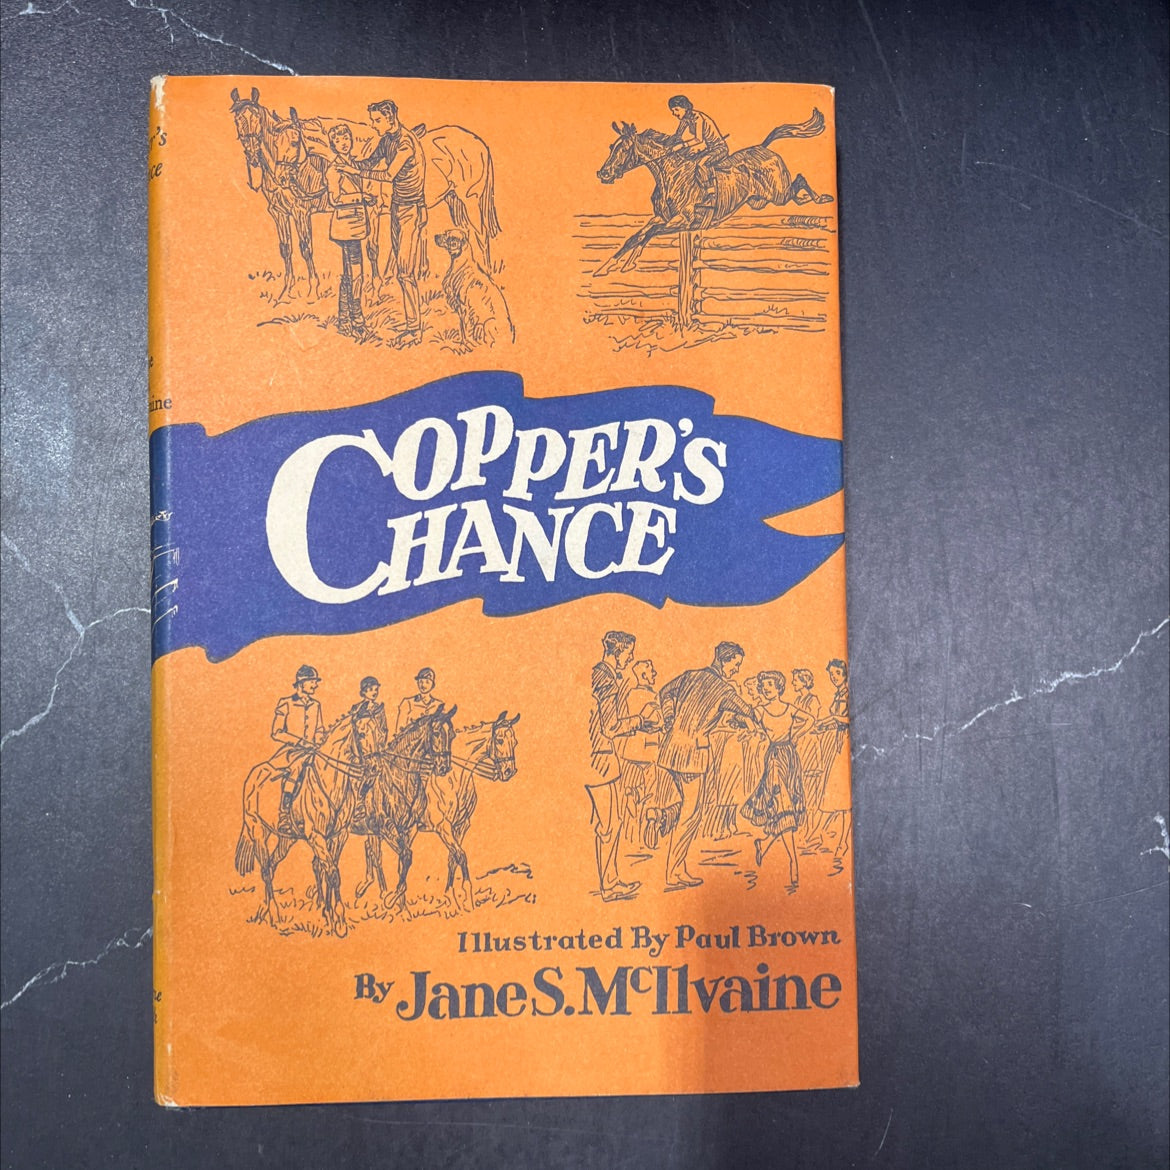 COPPER'S
CHANCE
Illustrated By Paul Brown
By Jane S. McIlvaine